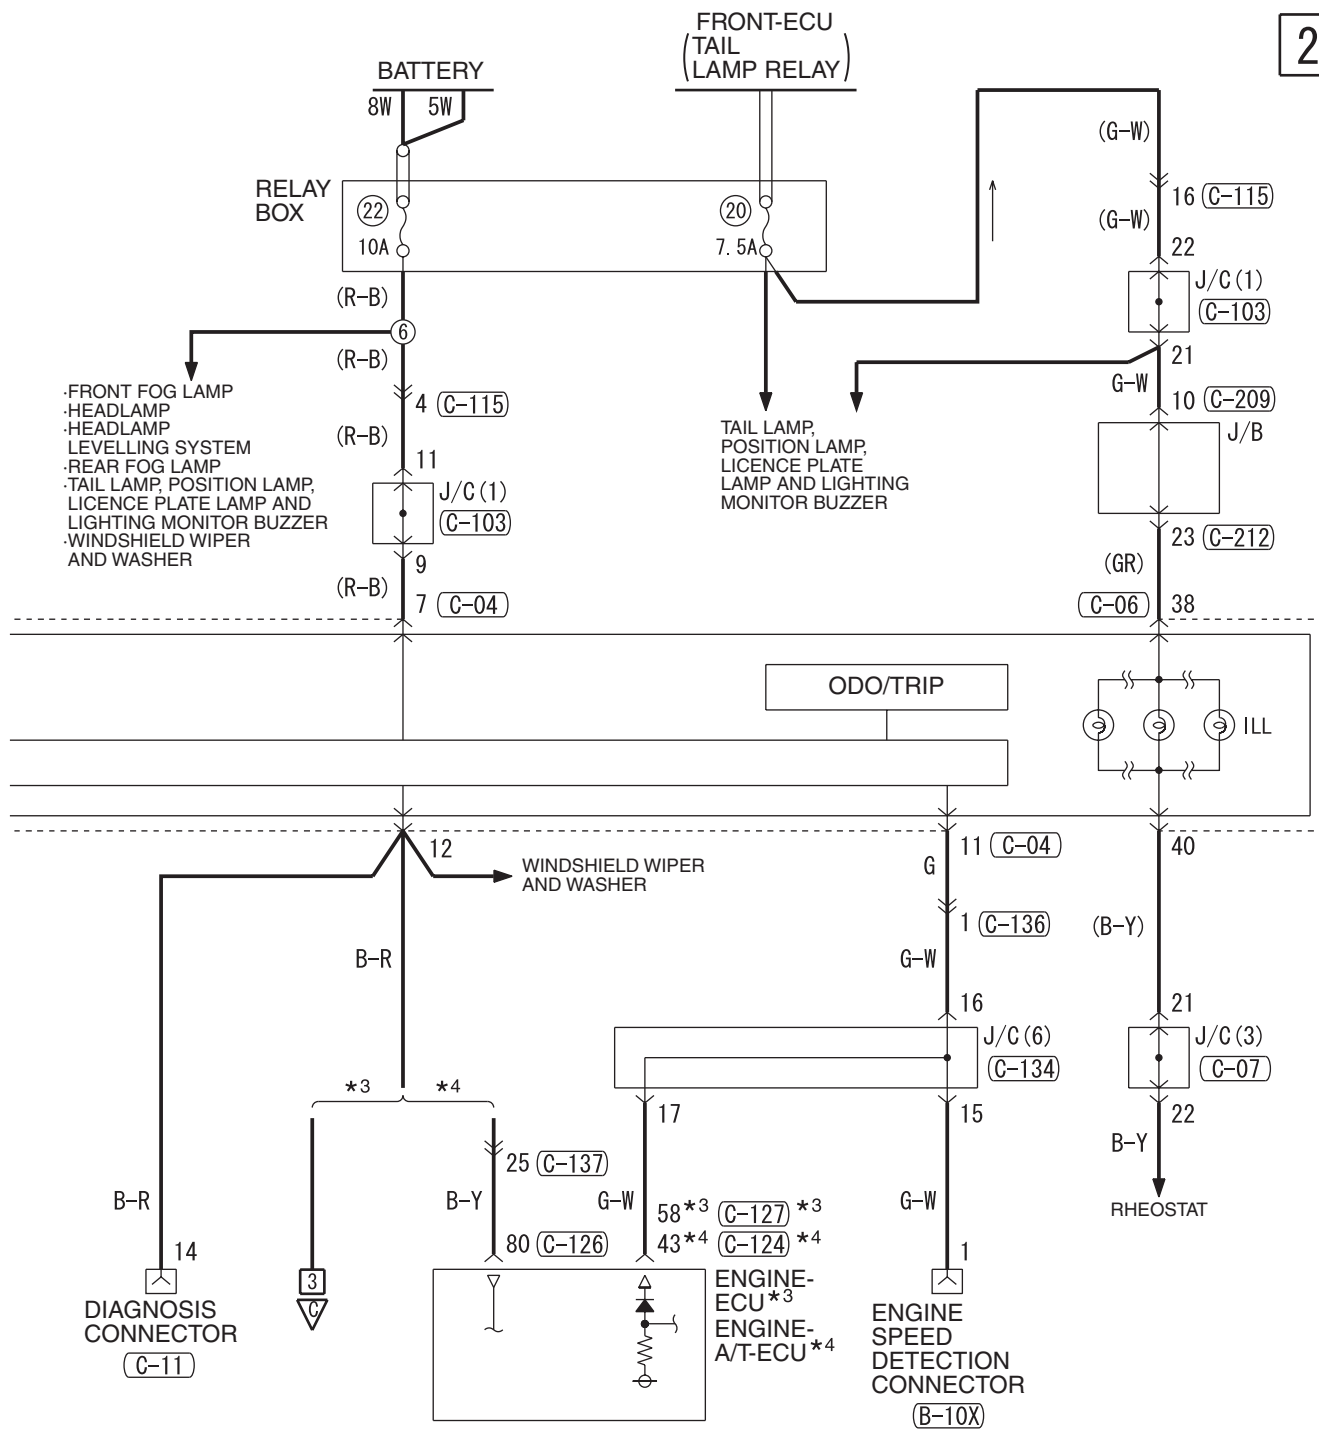 2
FRONT-ECU
(TAIL
LAMP RELAY)
BATTERY
8W
5W
(G-W)
RELAY
BOX
22
10A
20
7.5A
16 (C-115)
(G-W)
22
J/C(1)
(C-103)
(R-B)
6
21
(R-B)
G-W
·FRONT FOG LAMP
·HEADLAMP
·HEADLAMP
LEVELLING SYSTEM
·REAR FOG LAMP
·TAIL LAMP, POSITION LAMP,
LICENCE PLATE LAMP AND
LIGHTING MONITOR BUZZER
·WINDSHIELD WIPER
AND WASHER
4 (C-115)
10 (C-209)
J/B
(R-B)
11
J/C(1)
(C-103)
TAIL LAMP,
POSITION LAMP,
LICENCE PLATE
LAMP AND LIGHTING
MONITOR BUZZER
9
23 (C-212)
(GR)
(R-B)
7 (C-04)
(C-06) 38
ODO/TRIP
ILL
12
WINDSHIELD WIPER
AND WASHER
11 (C-04)
G
40
1 (C-136)
(B-Y)
B-R
G-W
16
21
J/C(6)
(C-134)
J/C(3)
(C-07)
*3
*4
17
15
22
B-Y
25 (C-137)
B-R
B-Y
G-W
58*3 (C-127) *3
G-W
RHEOSTAT
80 (C-126)
43*4 (C-124) *4
14
1
3
C
DIAGNOSIS
CONNECTOR
(C-11)
ENGINE-
ECU*3
ENGINE-
A/T-ECU*4
ENGINE
SPEED
DETECTION
CONNECTOR
(B-10X)